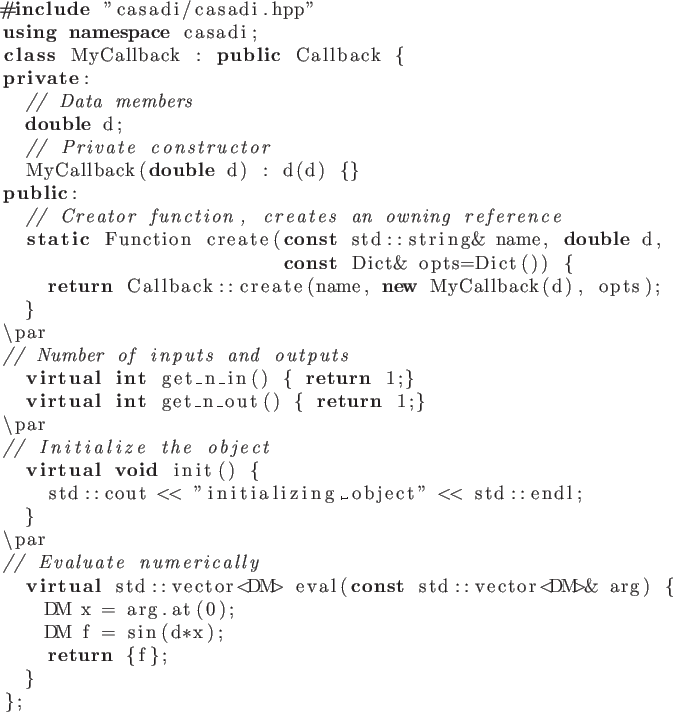 #include "casadi/casadi.hpp"
using namespace casadi;
class MyCallback : public Callback {
private:
  // Data members
  double d;
  // Private constructor
  MyCallback(double d) : d(d) {}
public:
  // Creator function, creates an owning reference
  static Function create(const std::string& name, double d,
                         const Dict& opts=Dict()) {
    return Callback::create(name, new MyCallback(d), opts);
  }
\par
// Number of inputs and outputs
  virtual int get_n_in() { return 1;}
  virtual int get_n_out() { return 1;}
\par
// Initialize the object
  virtual void init() {
    std::cout << "initializing_object" << std::endl;
  }
\par
// Evaluate numerically
  virtual std::vector<DM> eval(const std::vector<DM>& arg) {
    DM x = arg.at(0);
    DM f = sin(d*x);
    return {f};
  }
};